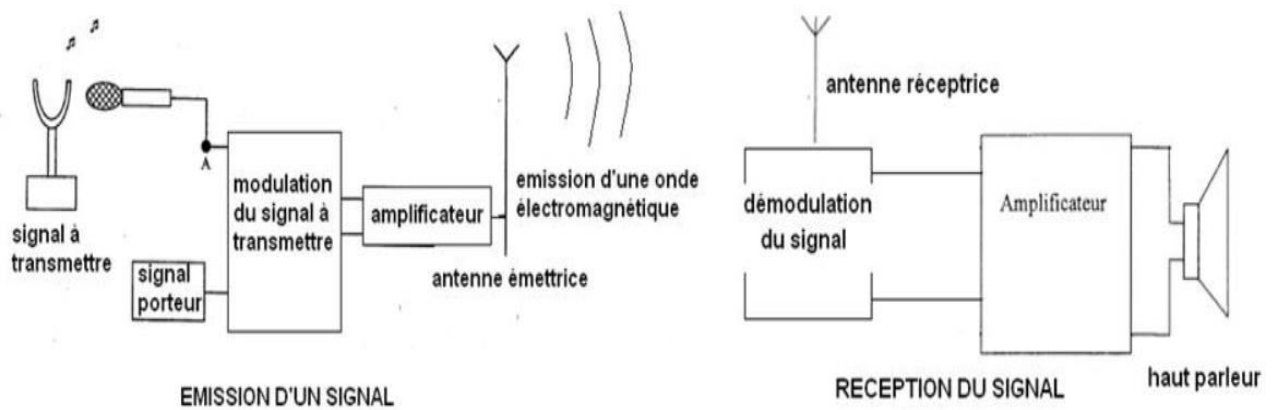 signal à
transmettre
A
signal
porteur
modulation
du signal à
transmettre
amplificateur
emission d'une onde
électromagnétique
antenne émettrice
EMISSION D'UN SIGNAL
antenne réceptrice
démodulation
du signal
Amplificateur
haut parleur
RECEPTION DU SIGNAL